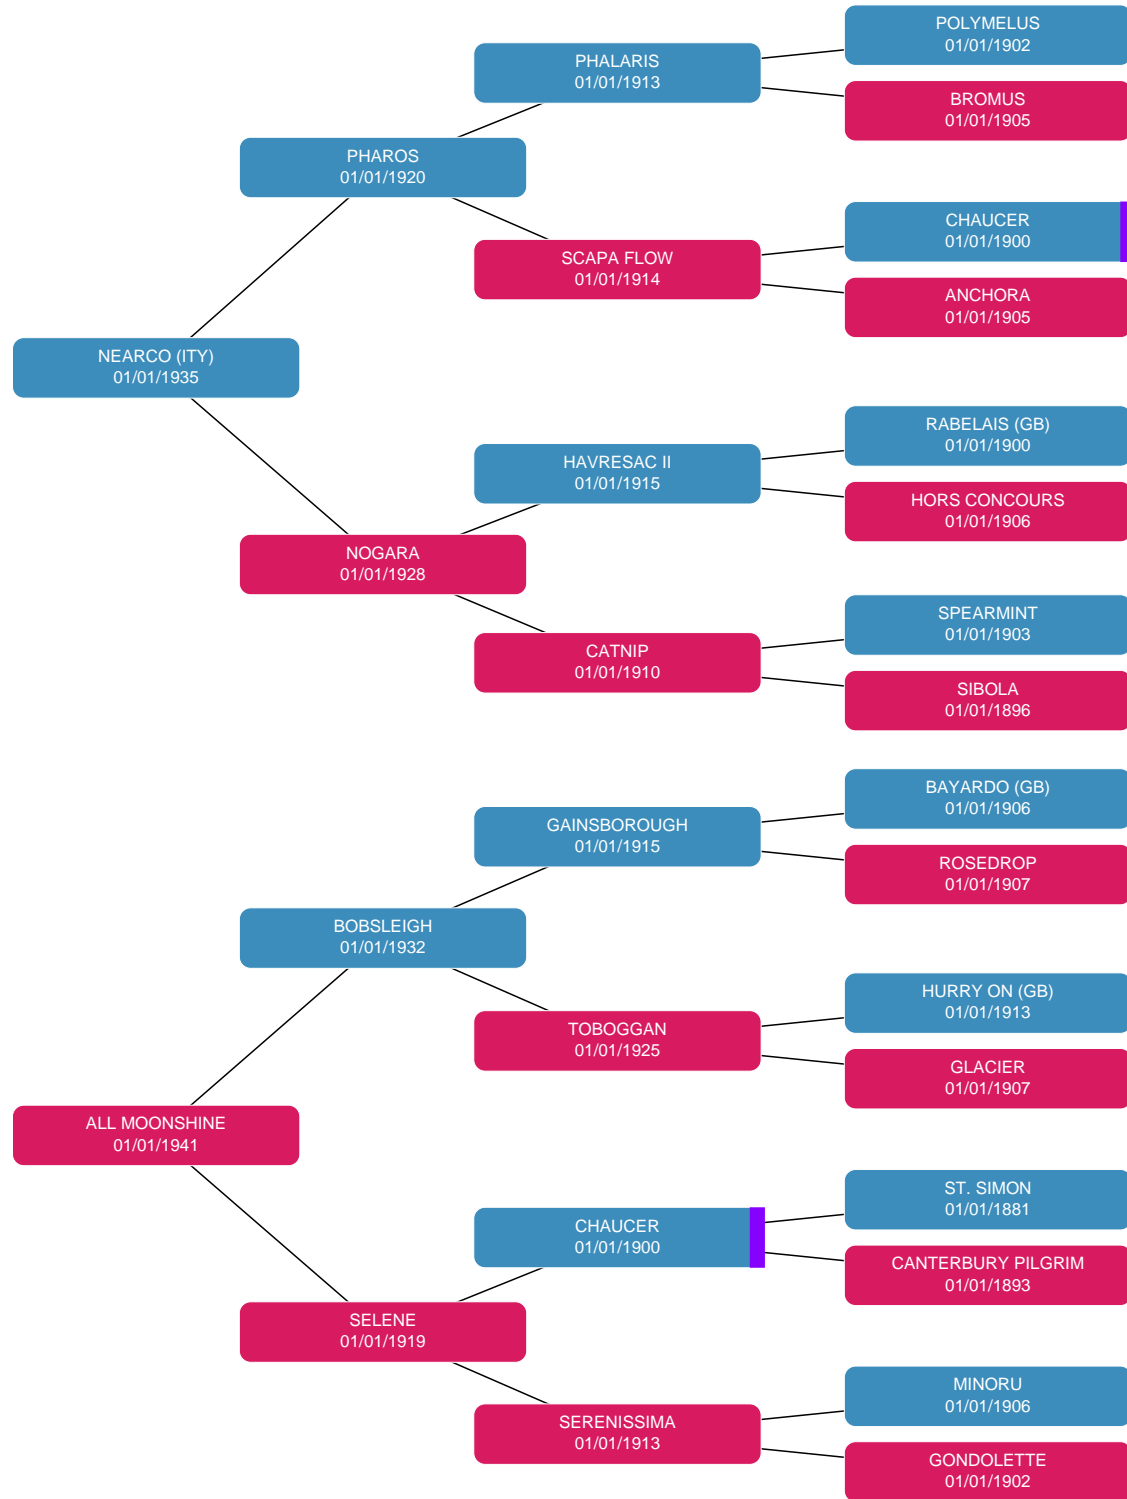 POLYMELUS
01/01/1902
PHALARIS
01/01/1913
BROMUS
01/01/1905
PHAROS
01/01/1920
CHAUCER
01/01/1900
SCAPA FLOW
01/01/1914
ANCHORA
01/01/1905
NEARCO (ITY)
01/01/1935
RABELAIS (GB)
01/01/1900
HAVRESAC II
01/01/1915
HORS CONCOURS
01/01/1906
NOGARA
01/01/1928
SPEARMINT
01/01/1903
CATNIP
01/01/1910
SIBOLA
01/01/1896
BAYARDO (GB)
01/01/1906
GAINSBOROUGH
01/01/1915
ROSEDROP
01/01/1907
BOBSLEIGH
01/01/1932
HURRY ON (GB)
01/01/1913
TOBOGGAN
01/01/1925
GLACIER
01/01/1907
ALL MOONSHINE
01/01/1941
ST. SIMON
01/01/1881
CHAUCER
01/01/1900
CANTERBURY PILGRIM
01/01/1893
SELENE
01/01/1919
MINORU
01/01/1906
SERENISSIMA
01/01/1913
GONDOLETTE
01/01/1902